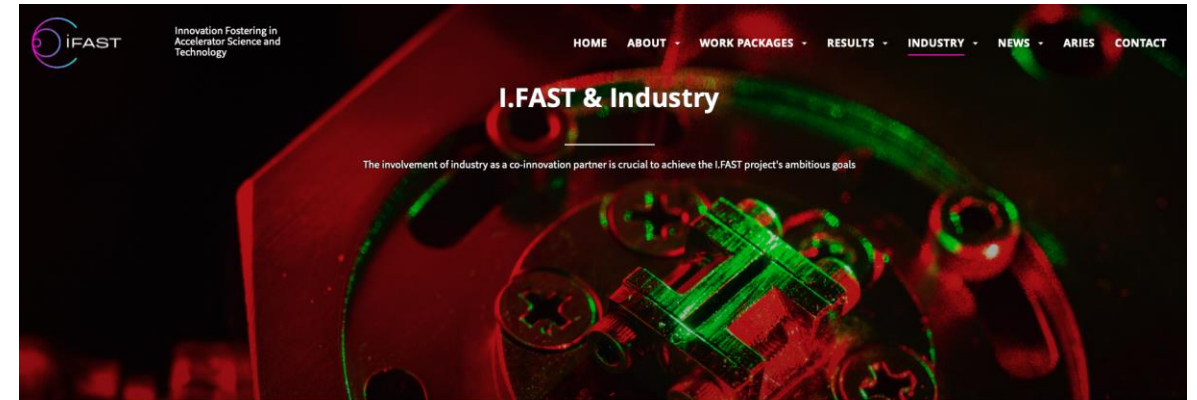 iFAST
Innovation Fostering in
Accelerator Science and
Technology
HOME ABOUT WORK PACKAGES RESULTS INDUSTRY NEWS ARIES CONTACT
I.FAST & Industry
The involvement of industry as a co-innovation partner is crucial to achieve the I.FAST project's ambitious goals